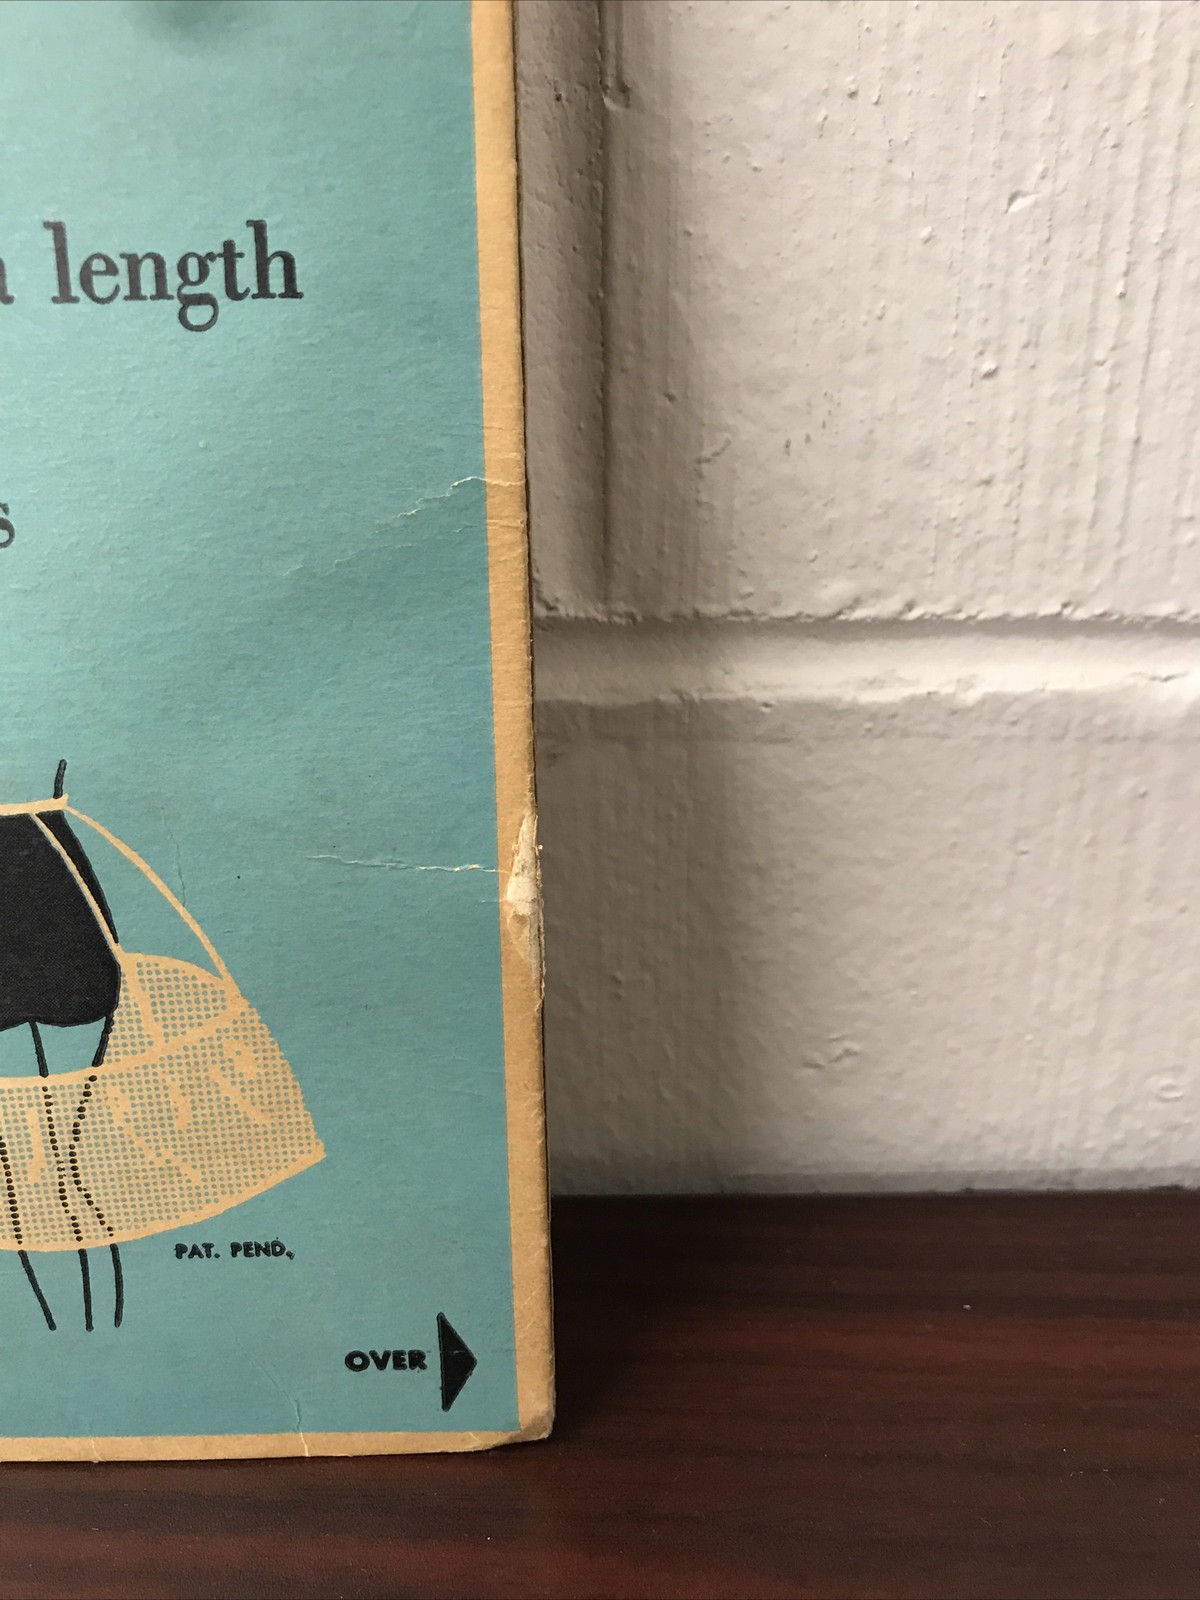 length
s
PAT. PEND.
OVER